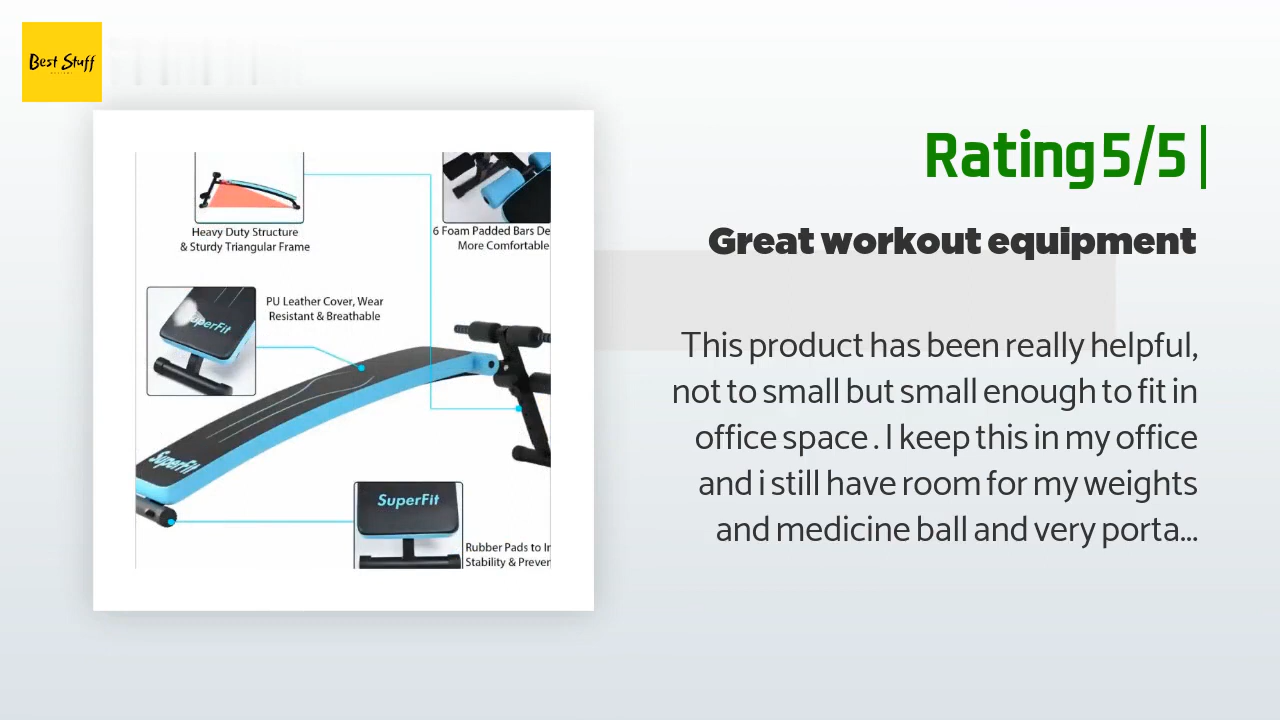 Best Stuff
Rating 5/5 |
Great workout equipment
This product has been really helpful,
not to small but small enough to fit in
office space . I keep this in my office
and i still have room for my weights
and medicine ball and very porta...
Heavy Duty Structure
& Sturdy Triangular Frame
6 Foam Padded Bars De
More Comfortable
PU Leather Cover, Wear
Resistant & Breathable
SuperFit
SuperFit
SuperFit
Rubber Pads to Ir
Stability & Prever